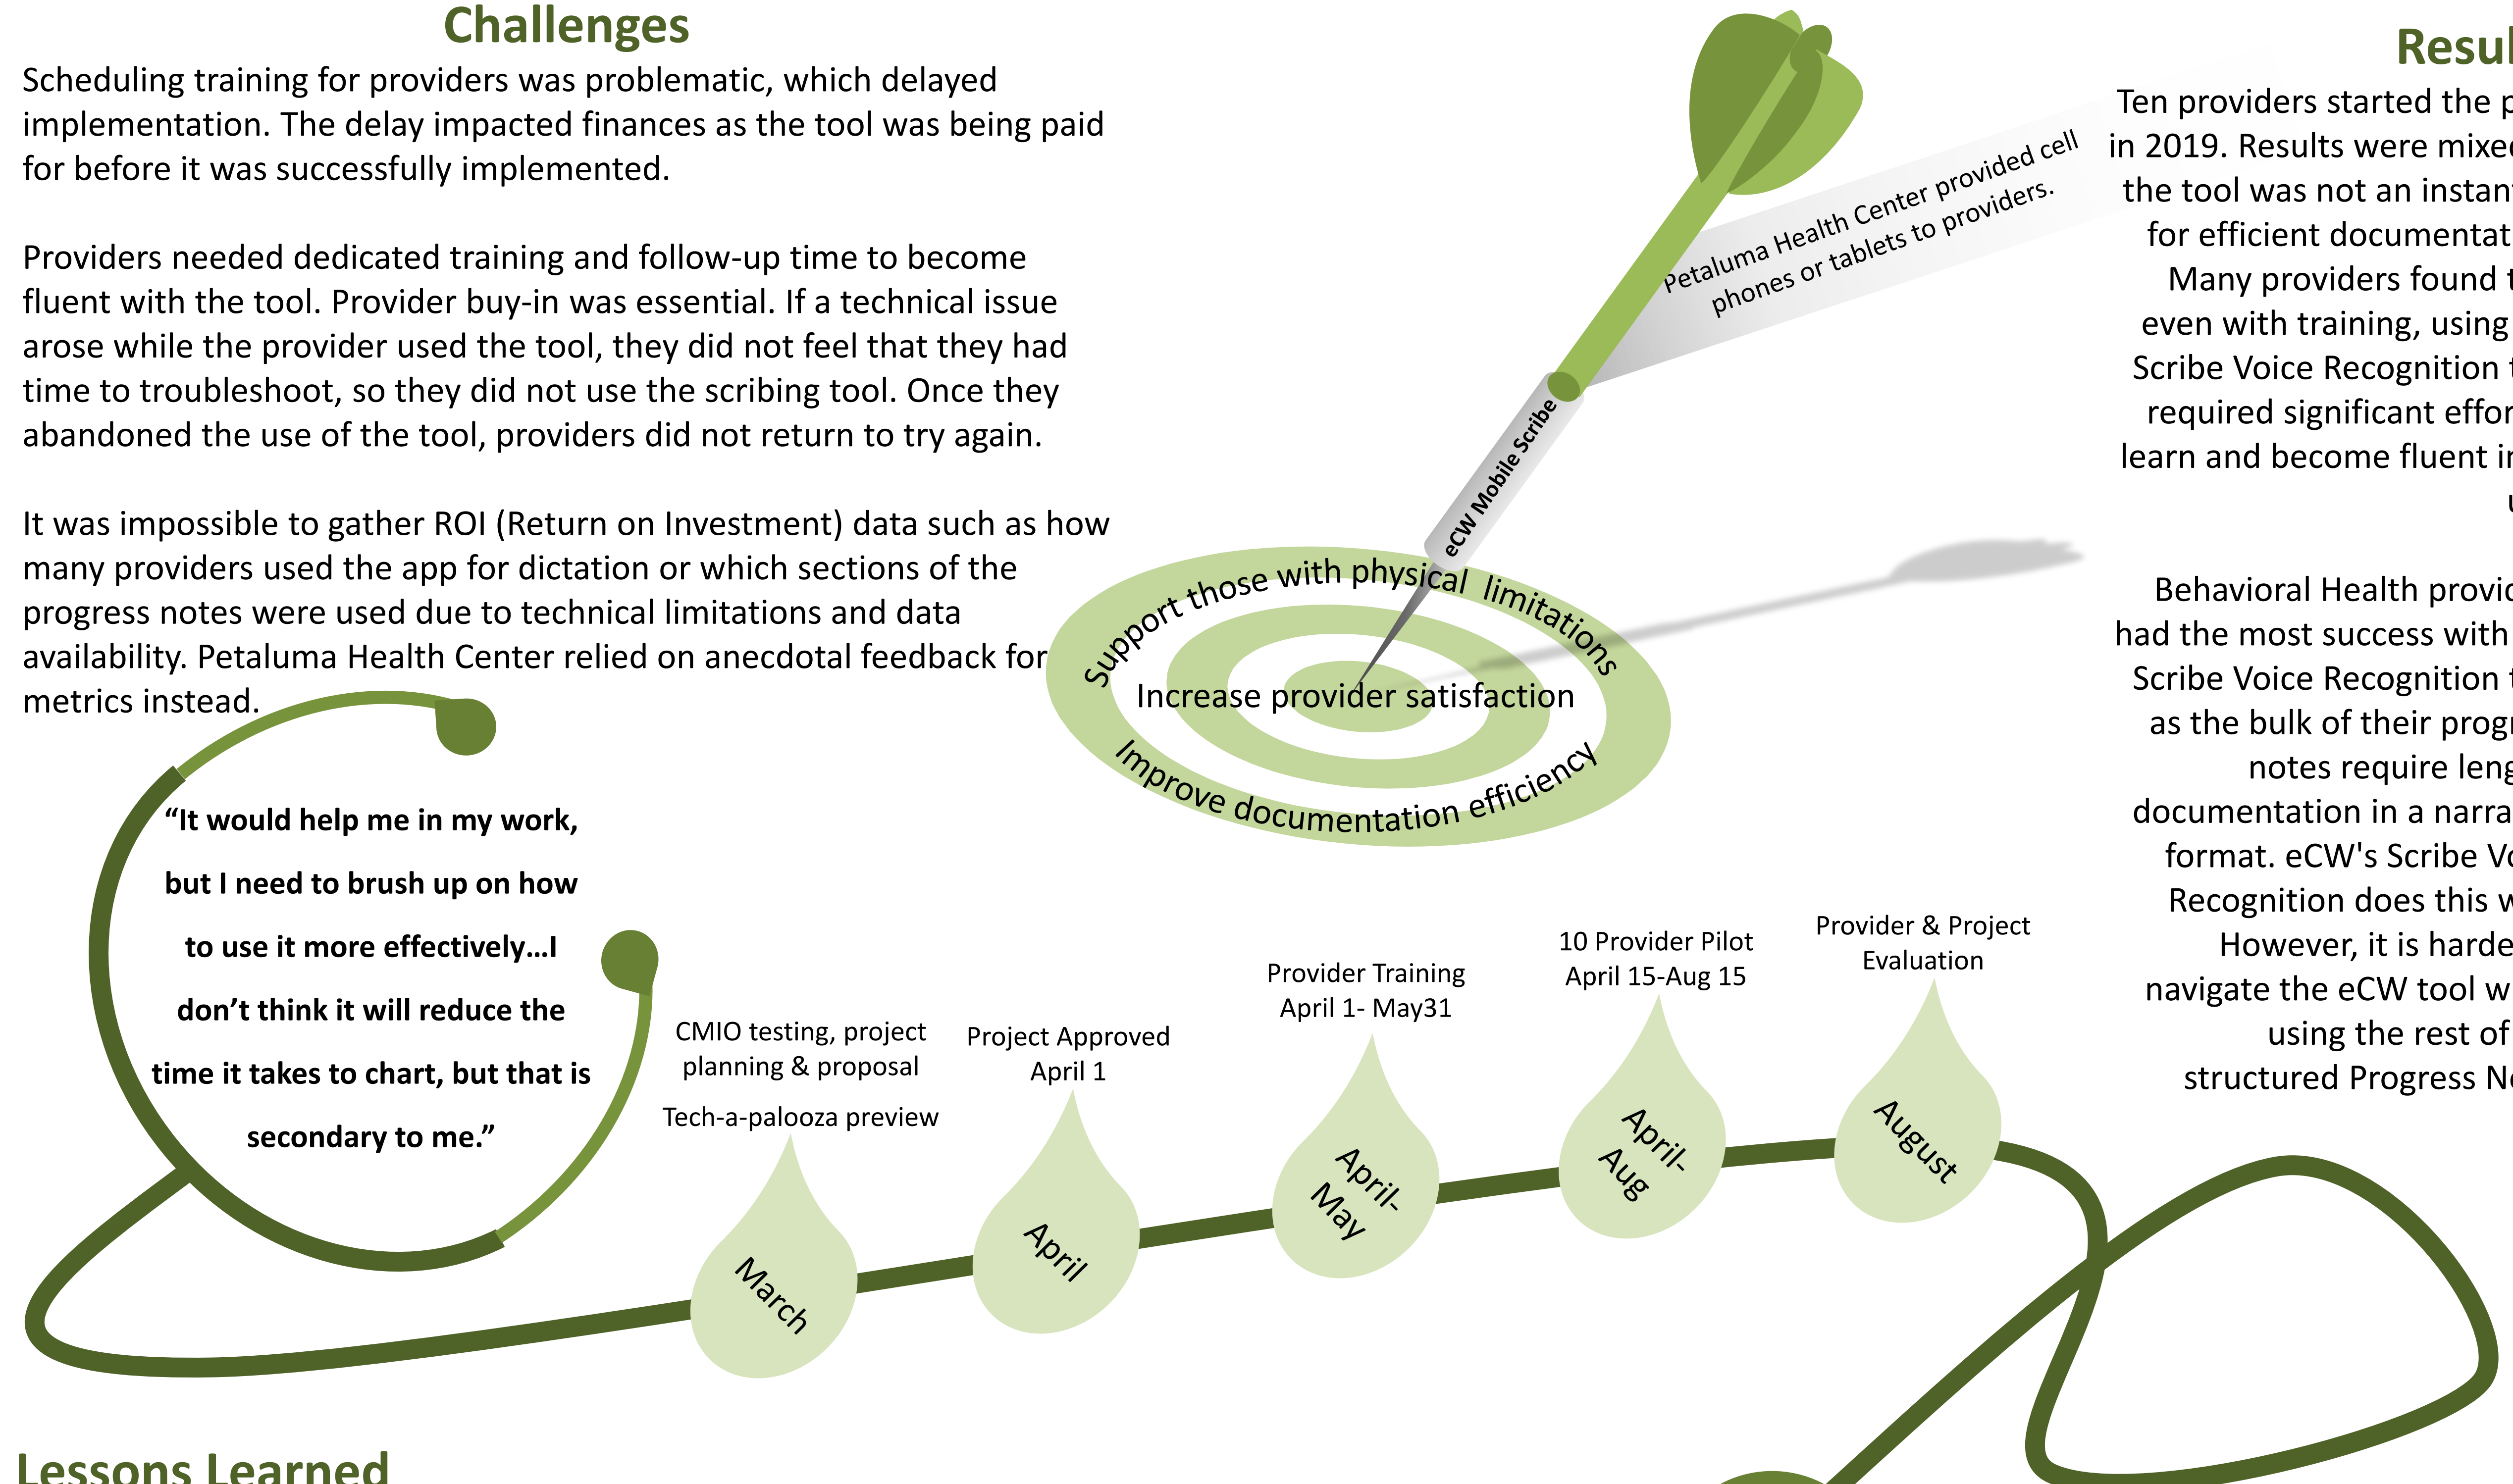 Challenges
Scheduling training for providers was problematic, which delayed
implementation. The delay impacted finances as the tool was being paid
for before it was successfully implemented.
Providers needed dedicated training and follow-up time to become
fluent with the tool. Provider buy-in was essential. If a technical issue
arose while the provider used the tool, they did not feel that they had
time to troubleshoot, so they did not use the scribing tool. Once they
abandoned the use of the tool, providers did not return to try again.
It was impossible to gather ROI (Return on Investment) data such as how
many providers used the app for dictation or which sections of the
progress notes were used due to technical limitations and data
availability. Petaluma Health Center relied on anecdotal feedback for
metrics instead.
Petaluma Health Center provided cell
phones or tablets to providers.
eCW Mobile Scribe
Support those with physical limitations
Increase provider satisfaction
Improve documentation efficiency
“It would help me in my work,
but I need to brush up on how
to use it more effectively…I
don’t think it will reduce the
time it takes to chart, but that is
secondary to me.”
CMIO testing, project
planning & proposal
Tech-a-palooza preview
March
Project Approved
April 1
April
Provider Training
April 1- May31
April-
May
10 Provider Pilot
April 15-Aug 15
April-
Aug
Provider & Project
Evaluation
August
Ten providers started the
in 2019. Results were
the tool was not an
for efficient
Many providers found
even with training, using
Scribe Voice Recognition
required significant
learn and become fluent
Behavioral Health
had the most success with
Scribe Voice Recognition
as the bulk of their
notes require
documentation in a
format. eCW's Scribe
Recognition does this
However, it is
navigate the eCW tool
using the rest of
structured Progress
Lessons Learned